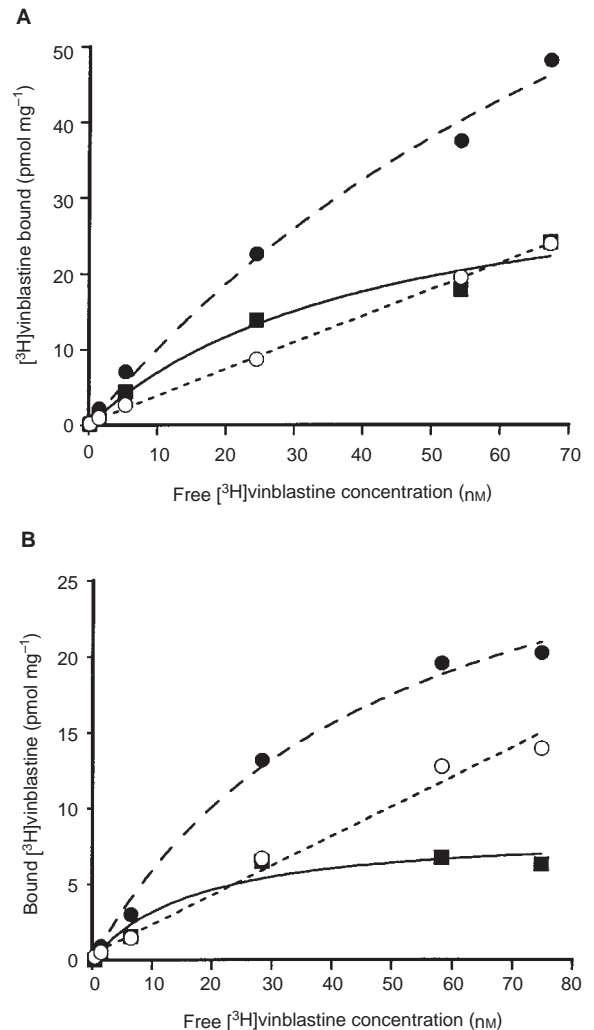 A
[³H]vinblastine bound (pmol mg⁻¹)
50
40
30
20
10
0
0 10 20 30 40 50 60 70
Free [³H]vinblastine concentration (nM)
B
Bound [³H]vinblastine (pmol mg⁻¹)
25
20
15
10
5
0
0 10 20 30 40 50 60 70 80
Free [³H]vinblastine concentration (nM)